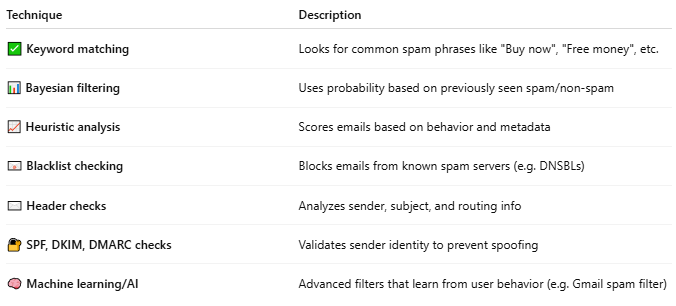 Technique Description
✅ Keyword matching Looks for common spam phrases like "Buy now", "Free money", etc.
📊 Bayesian filtering Uses probability based on previously seen spam/non-spam
📈 Heuristic analysis Scores emails based on behavior and metadata
Blacklist checking Blocks emails from known spam servers (e.g. DNSBLs)
Header checks Analyzes sender, subject, and routing info
🔐 SPF, DKIM, DMARC checks Validates sender identity to prevent spoofing
🧠 Machine learning/AI Advanced filters that learn from user behavior (e.g. Gmail spam filter)